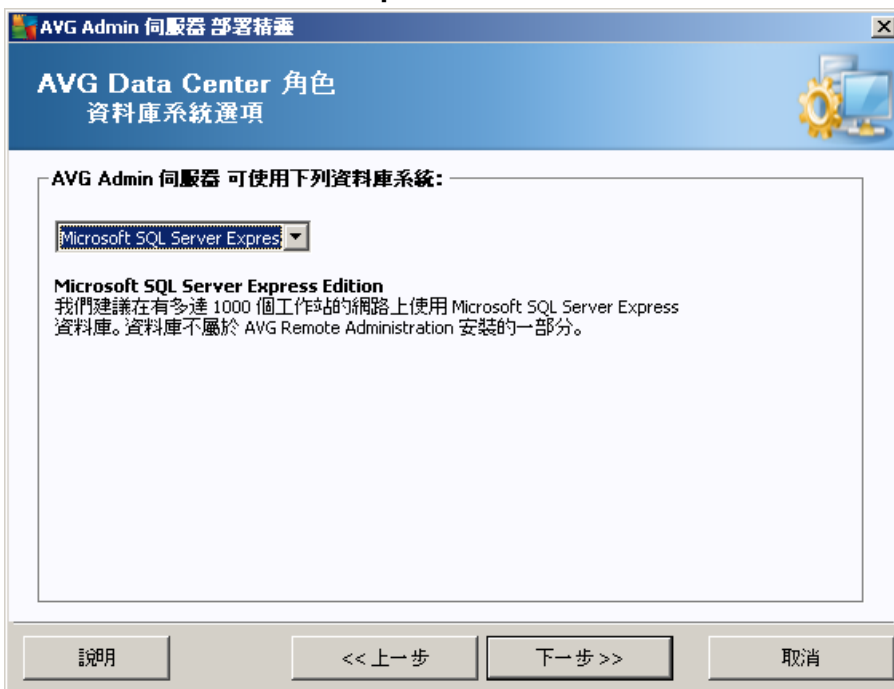 AVG Admin 伺服器 部署精靈
AVG Data Center 角色
資料庫系統選項
AVG Admin 伺服器 可使用下列資料庫系統:
Microsoft SQL Server Expres
Microsoft SQL Server Express Edition
我們建議在有多達 1000 個工作站的網路上使用 Microsoft SQL Server Express
資料庫。資料庫不屬於 AVG Remote Administration 安裝的一部分。
說明
<< 上一步
下一步 >>
取消